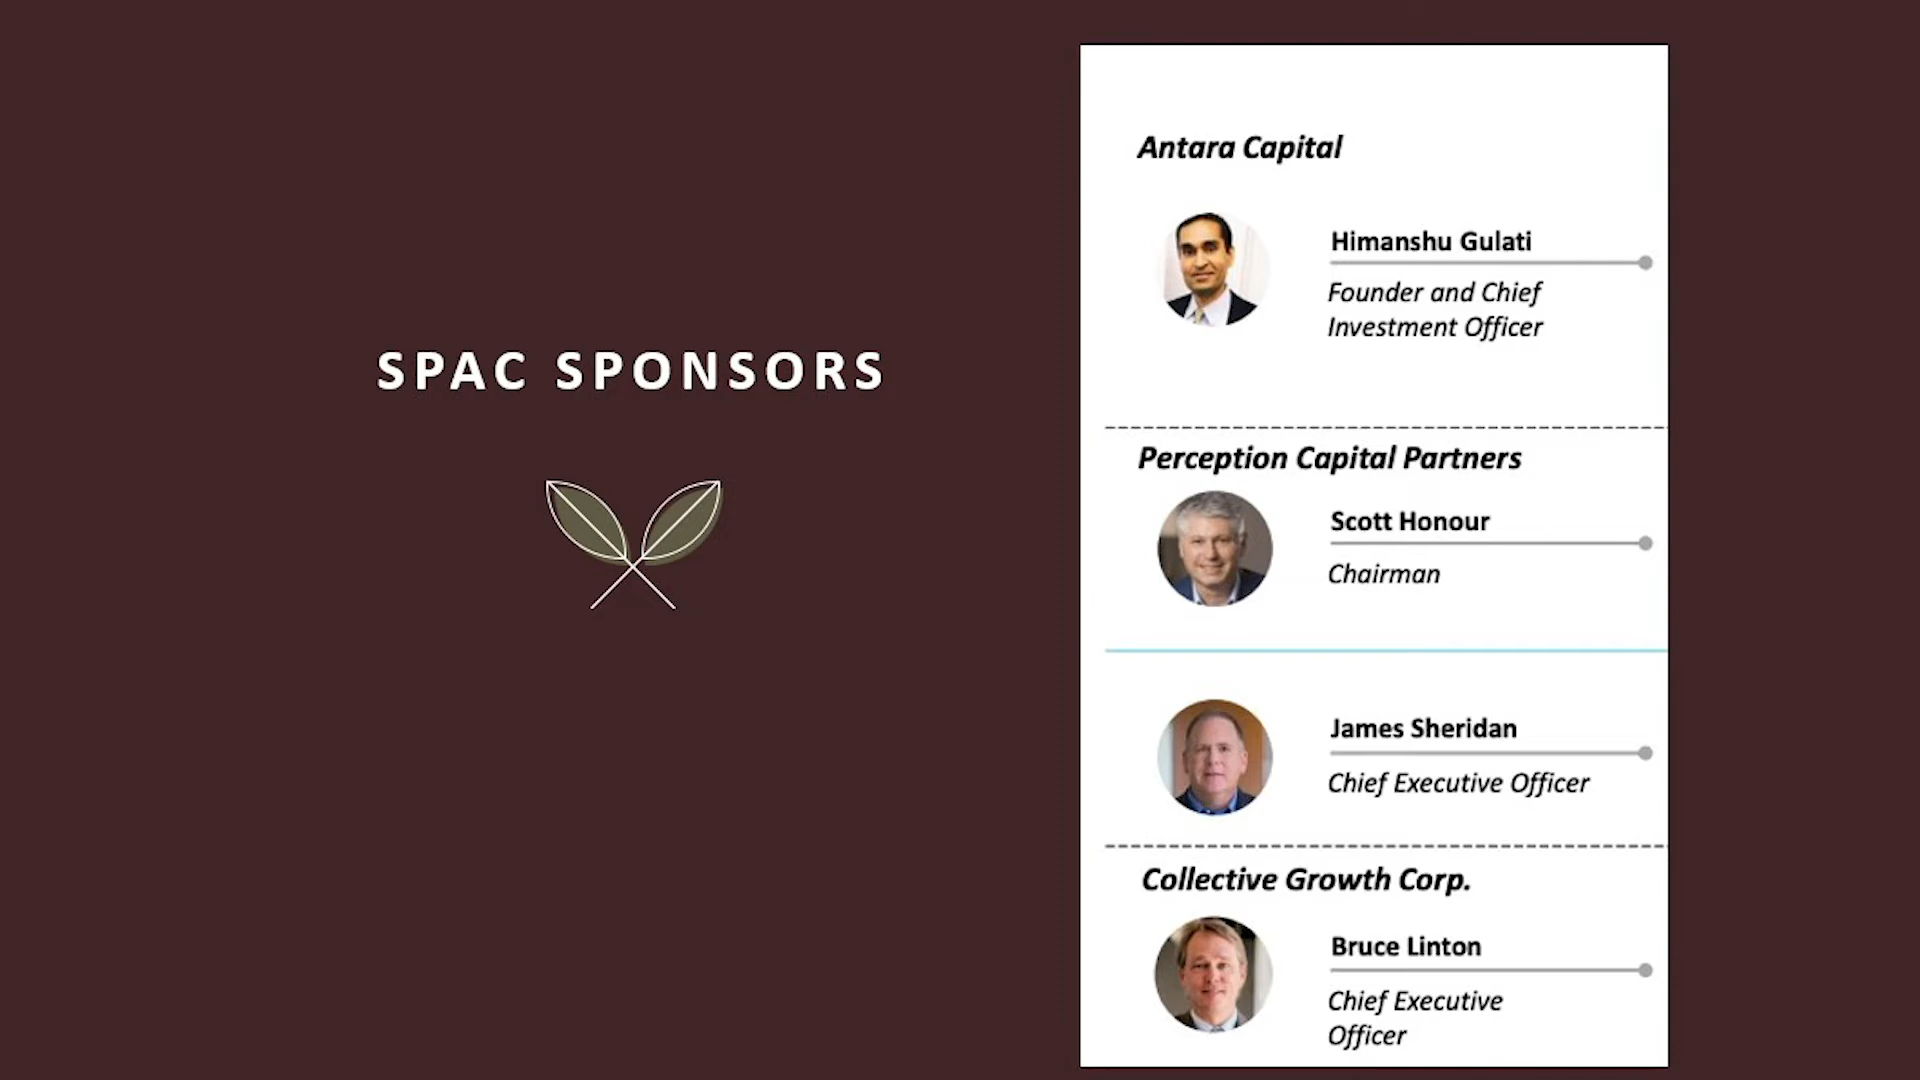 SPAC SPONSORS
Antara Capital
Himanshu Gulati
Founder and Chief
Investment Officer
Perception Capital Partners
Scott Honour
Chairman
James Sheridan
Chief Executive Officer
Collective Growth Corp.
Bruce Linton
Chief Executive
Officer